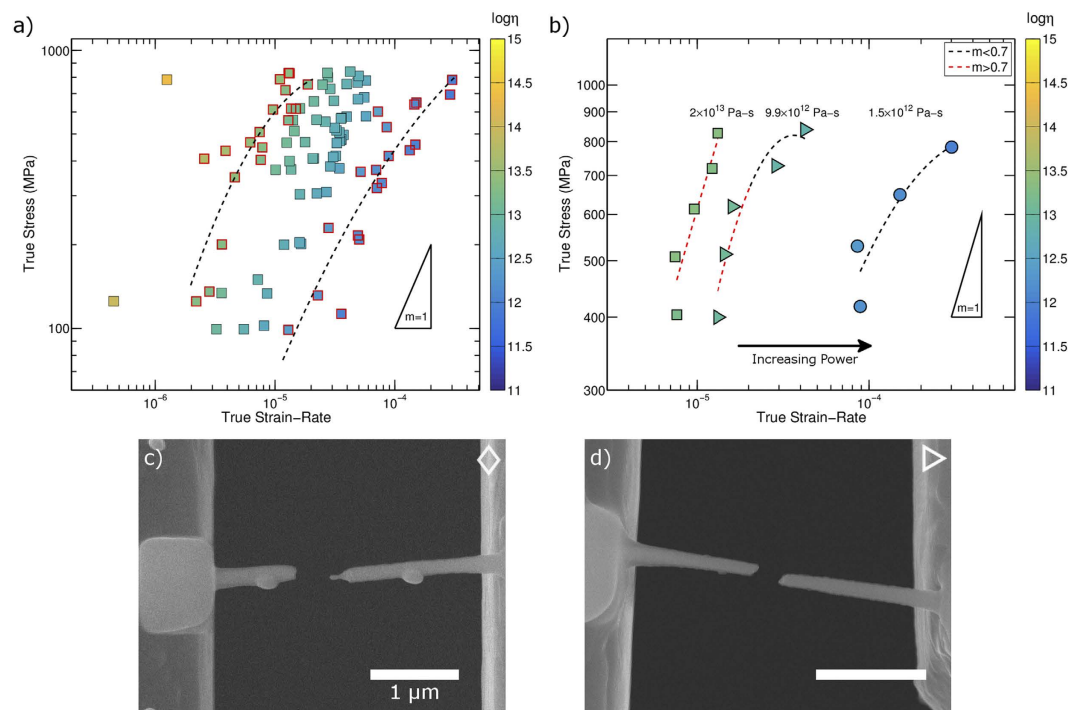 a)
logη
1000
100
True Stress (MPa)
m=1
10⁻⁶
10⁻⁵
10⁻⁴
True Strain−Rate
15
14.5
14
13.5
13
12.5
12
11.5
11
b)
logη
m<0.7
m>0.7
2×10¹³ Pa−s
9.9×10¹² Pa−s
1.5×10¹² Pa−s
1000
900
800
700
600
500
400
300
True Stress (MPa)
m=1
Increasing Power
10⁻⁵
10⁻⁴
True Strain−Rate
15
14.5
14
13.5
13
12.5
12
11.5
11
c)
1 μm
d)